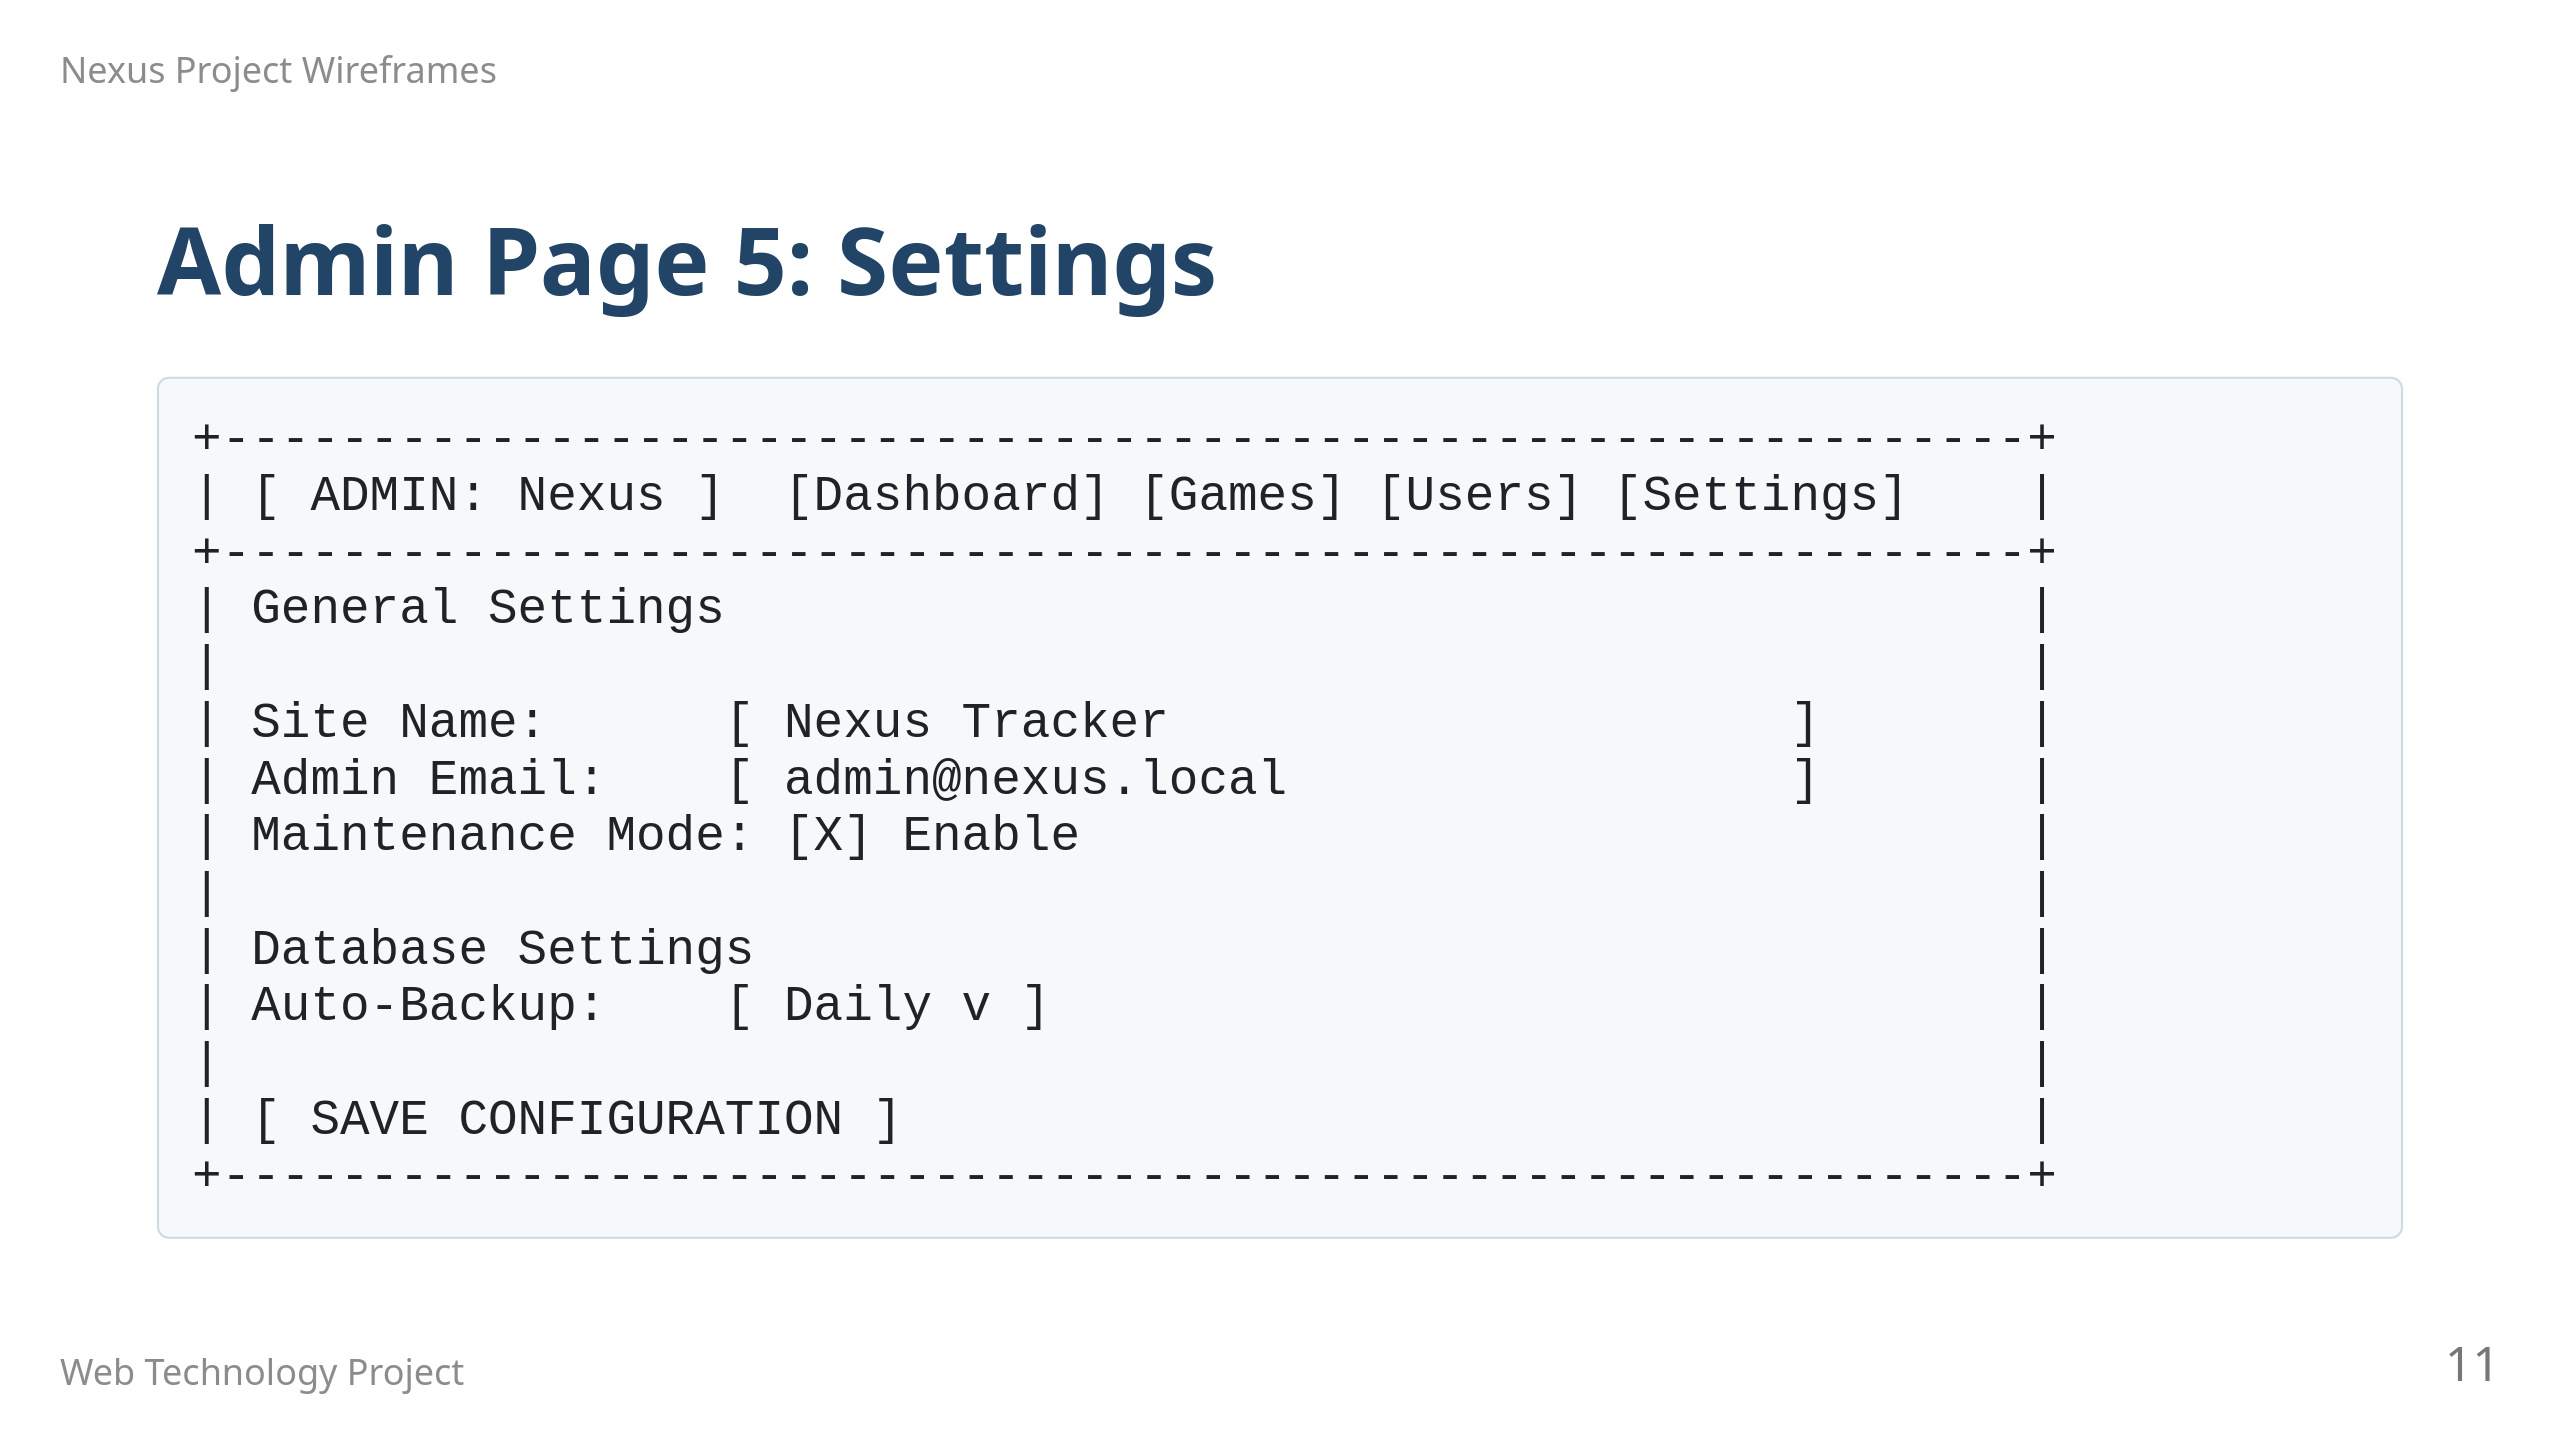 Nexus Project Wireframes
Admin Page 5: Settings
+-------------------------------------------------------------+
| [ ADMIN: Nexus ]  [Dashboard] [Games] [Users] [Settings]    |
+-------------------------------------------------------------+
| General Settings                                            |
|                                                             |
| Site Name:      [ Nexus Tracker                     ]       |
| Admin Email:    [ admin@nexus.local                 ]       |
| Maintenance Mode: [X] Enable                                |
|                                                             |
| Database Settings                                           |
| Auto-Backup:    [ Daily v ]                                 |
|                                                             |
| [ SAVE CONFIGURATION ]                                      |
+-------------------------------------------------------------+
Web Technology Project
11